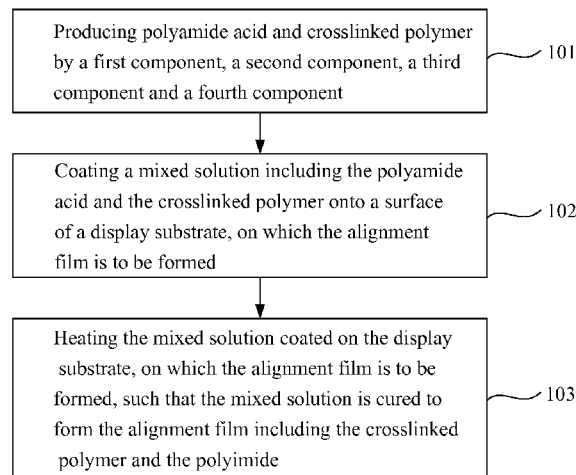 Producing polyamide acid and crosslinked polymer
by a first component, a second component, a third
component and a fourth component
101
Coating a mixed solution including the polyamide
acid and the crosslinked polymer onto a surface
of a display substrate, on which the alignment
film is to be formed
102
Heating the mixed solution coated on the display
substrate, on which the alignment film is to be
formed, such that the mixed solution is cured to
form the alignment film including the crosslinked
polymer and the polyimide
103